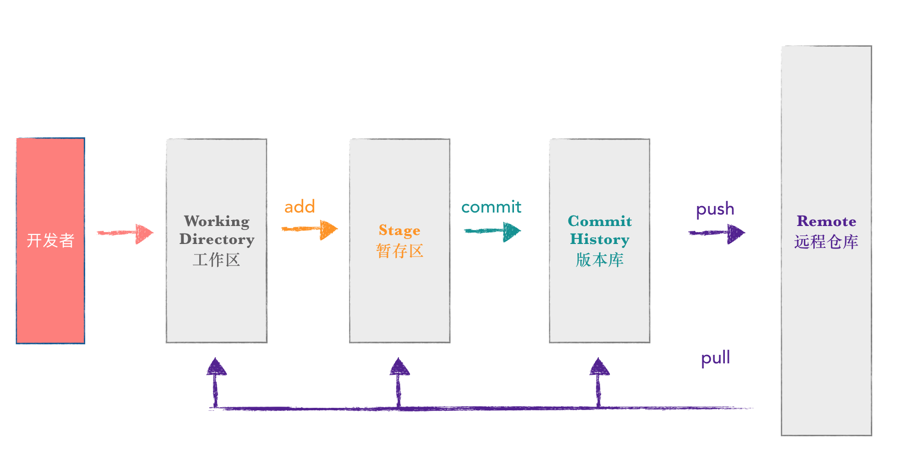 开发者
Working
Directory
工作区
add
Stage
暂存区
commit
Commit
History
版本库
push
Remote
远程仓库
pull